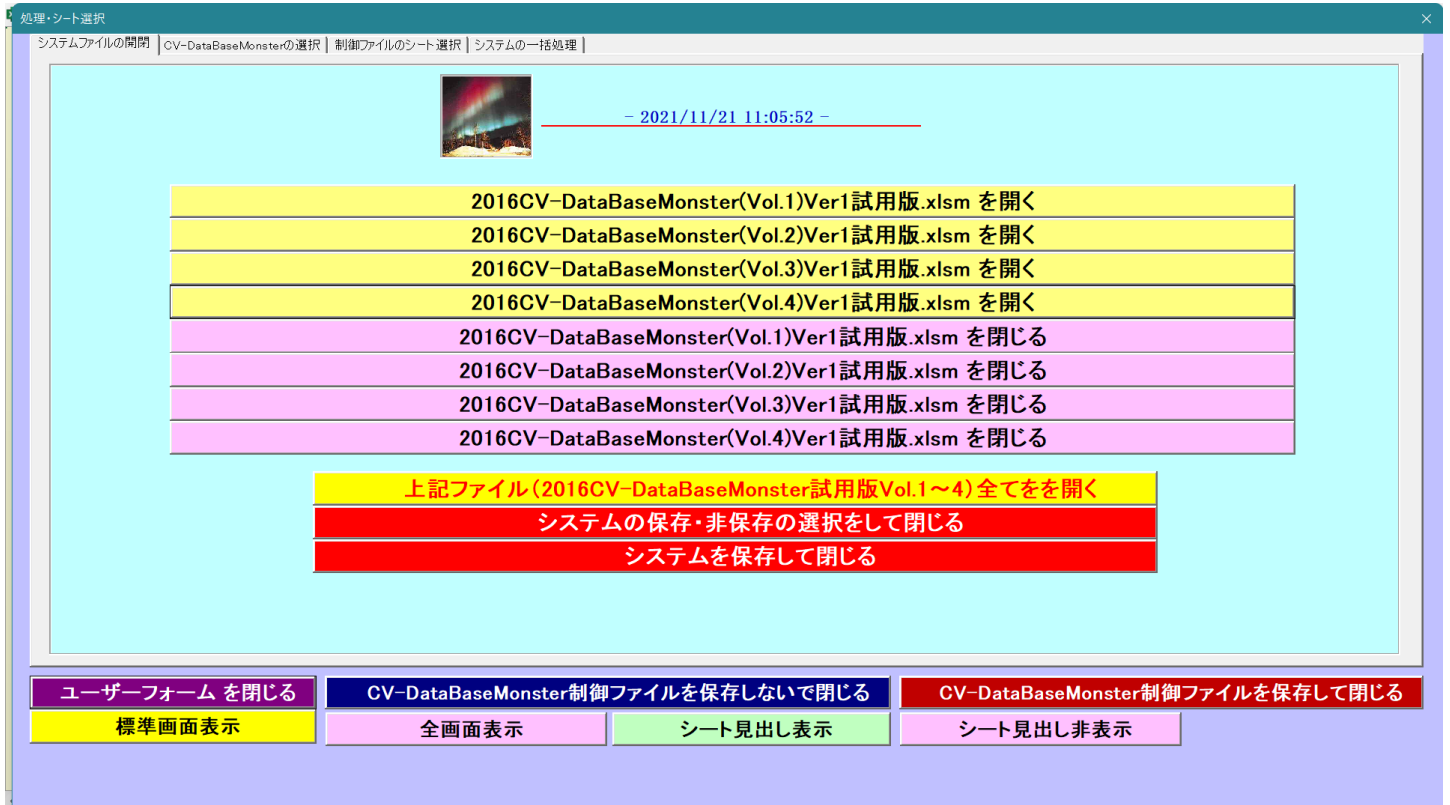 処理・シート選択
システムファイルの開閉 CV-DataBaseMonsterの選択 制御ファイルのシート選択 システムの一括処理
- 2021/11/21 11:05:52 -
2016CV-DataBaseMonster(Vol.1)Ver1試用版.xlsm を開く
2016CV-DataBaseMonster(Vol.2)Ver1試用版.xlsm を開く
2016CV-DataBaseMonster(Vol.3)Ver1試用版.xlsm を開く
2016CV-DataBaseMonster(Vol.4)Ver1試用版.xlsm を開く
2016CV-DataBaseMonster(Vol.1)Ver1試用版.xlsm を閉じる
2016CV-DataBaseMonster(Vol.2)Ver1試用版.xlsm を閉じる
2016CV-DataBaseMonster(Vol.3)Ver1試用版.xlsm を閉じる
2016CV-DataBaseMonster(Vol.4)Ver1試用版.xlsm を閉じる
上記ファイル(2016CV-DataBaseMonster試用版Vol.1～4)全てをを開く
システムの保存・非保存の選択をして閉じる
システムを保存して閉じる
ユーザーフォーム を閉じる CV-DataBaseMonster制御ファイルを保存しないで閉じる CV-DataBaseMonster制御ファイルを保存して閉じる
標準画面表示 全画面表示 シート見出し表示 シート見出し非表示